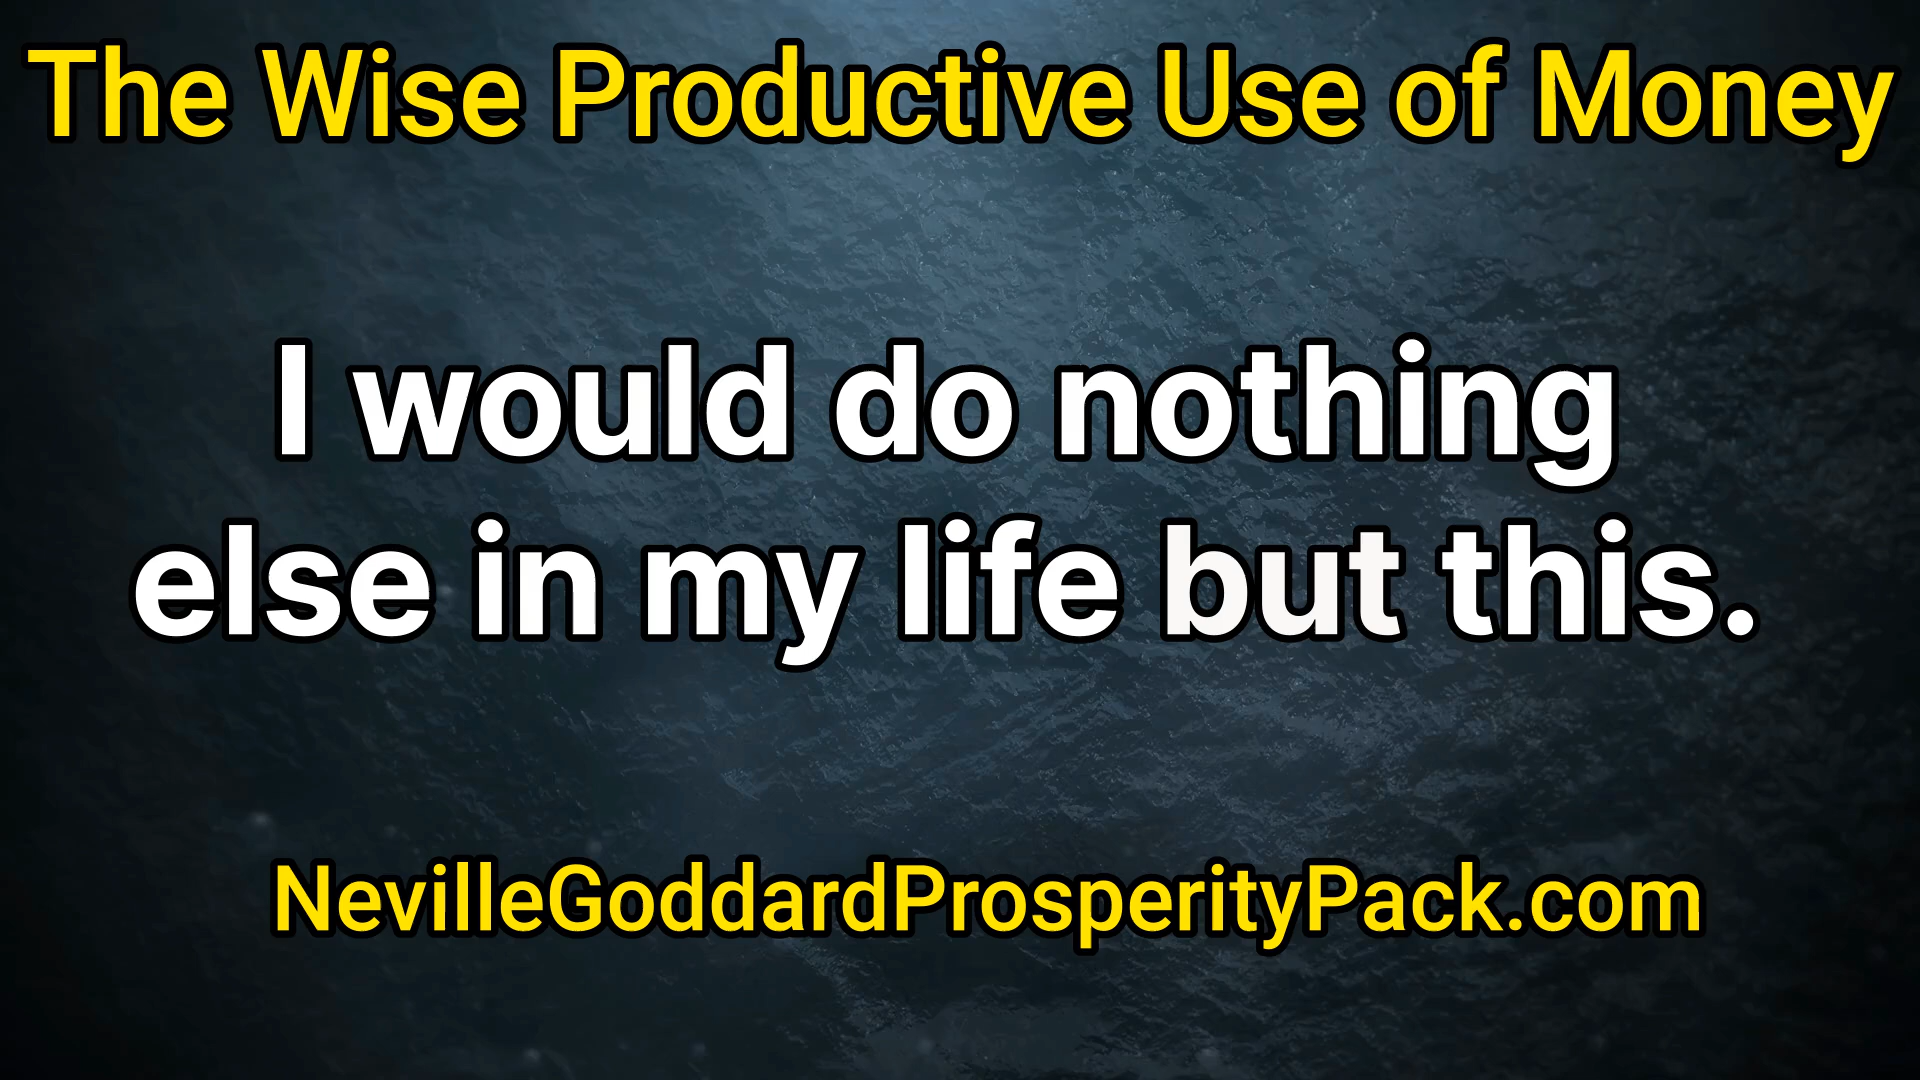 The Wise Productive Use of Money
I would do nothing
else in my life but this.
NevilleGoddardProsperityPack.com